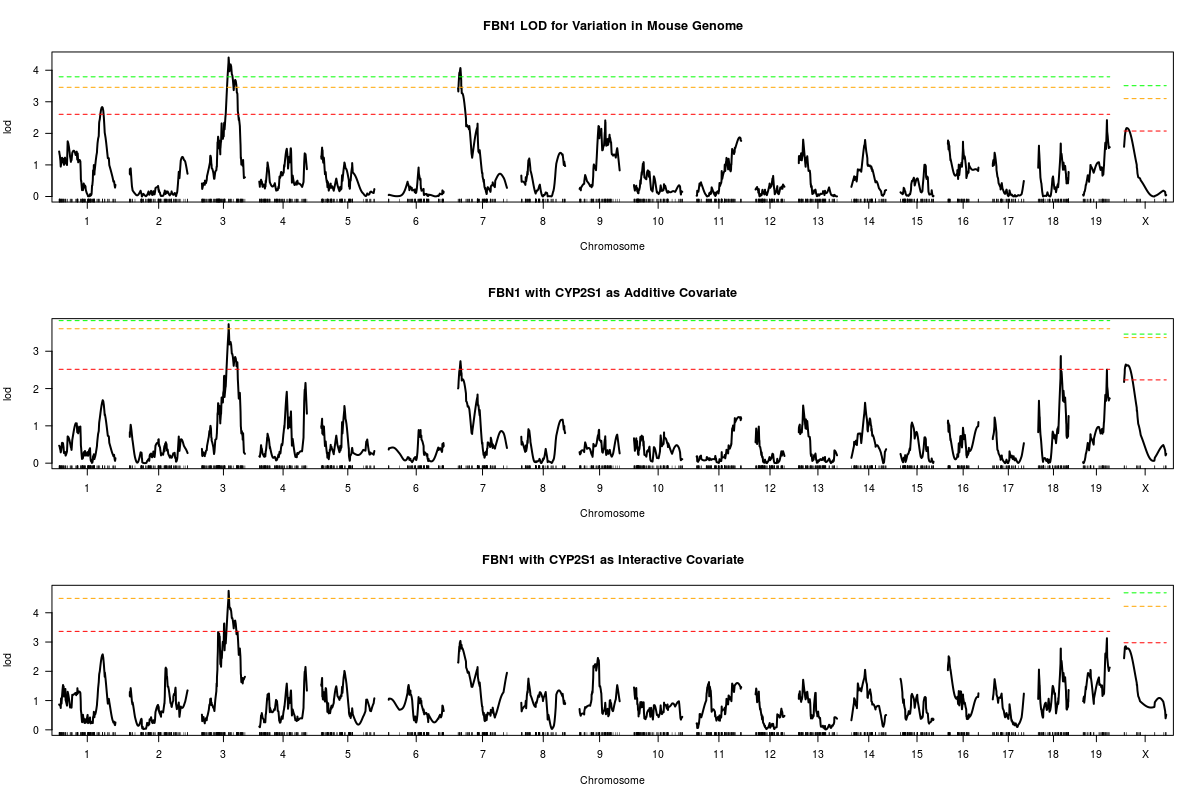 FBN1 LOD for Variation in Mouse Genome
4
3
2
1
0
lod
1 2 3 4 5 6 7 8 9 10 11 12 13 14 15 16 17 18 19 X
Chromosome
FBN1 with CYP2S1 as Additive Covariate
3
2
1
0
lod
1 2 3 4 5 6 7 8 9 10 11 12 13 14 15 16 17 18 19 X
Chromosome
FBN1 with CYP2S1 as Interactive Covariate
4
3
2
1
0
lod
1 2 3 4 5 6 7 8 9 10 11 12 13 14 15 16 17 18 19 X
Chromosome